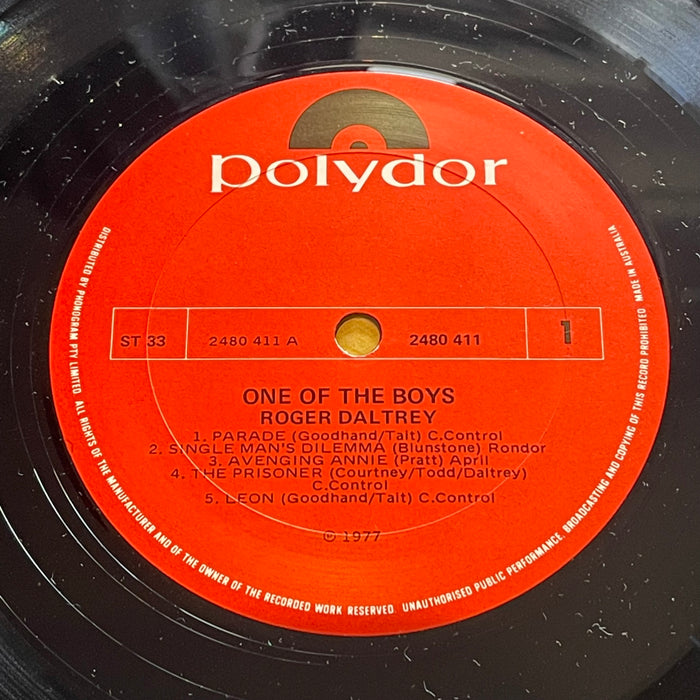 polydor
ST 33
2480 411 A
2480 411
1
ONE OF THE BOYS
ROGER DALTREY
1. PARADE (Goodhand/Tait) C.Control
2. SINGLE MAN'S DILEMMA (Blunstone) Rondor
3. AVENGING ANNIE (Pratt) April
4. THE PRISONER (Courtney/Todd/Daltrey)
C.Control
5. LEON (Goodhand/Tait) C.Control
© 1977
DISTRIBUTED BY PHONOGRAM PTY. LIMITED. ALL RIGHTS OF THE MANUFACTURER AND OF THE OWNER OF THE RECORDED WORK RESERVED. UNAUTHORISED PUBLIC PERFORMANCE, BROADCASTING AND COPYING OF THIS RECORD PROHIBITED. MADE IN AUSTRALIA